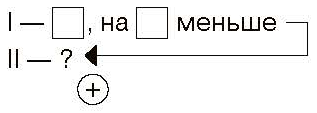 I — □, на □ меньше
II — ?
+